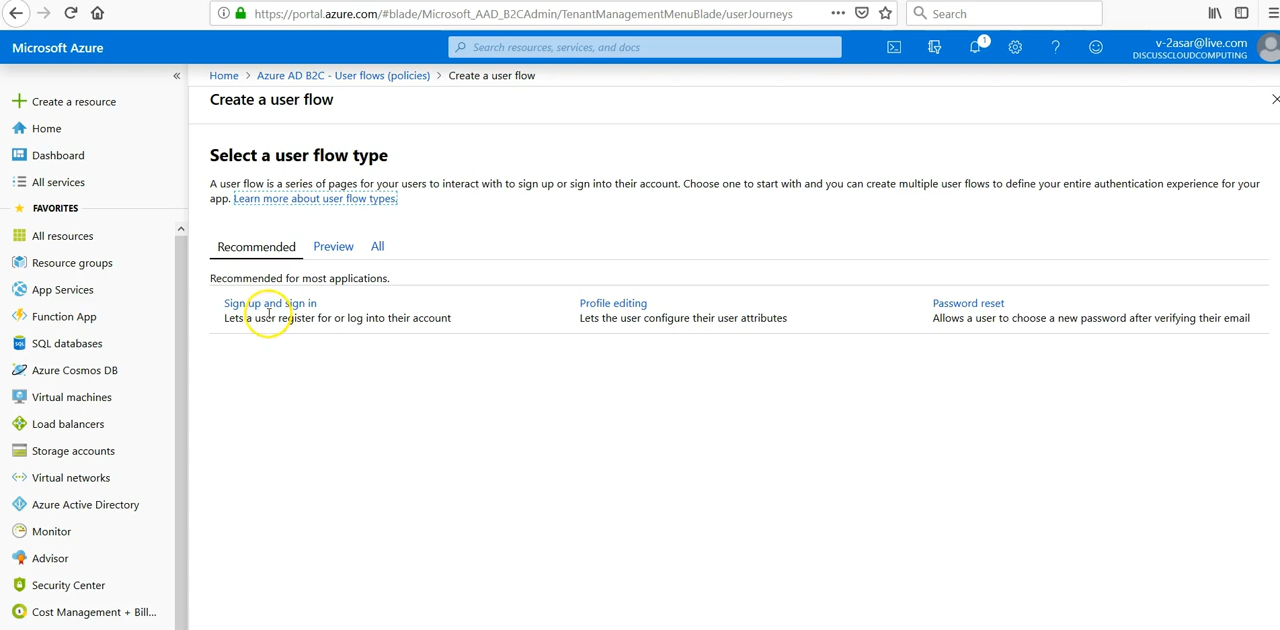 https://portal.azure.com/#blade/Microsoft_AAD_B2CAdmin/TenantManagementMenuBlade/userJourneys
Search
Microsoft Azure
Search resources, services, and docs
1
v-2asar@live.com
DISCUSSCLOUDCOMPUTING
Home > Azure AD B2C - User flows (policies) > Create a user flow
Create a user flow
Create a resource
Home
Dashboard
All services
FAVORITES
All resources
Resource groups
App Services
Function App
SQL databases
Azure Cosmos DB
Virtual machines
Load balancers
Storage accounts
Virtual networks
Azure Active Directory
Monitor
Advisor
Security Center
Cost Management + Bill...
Select a user flow type
A user flow is a series of pages for your users to interact with to sign up or sign into their account. Choose one to start with and you can create multiple user flows to define your entire authentication experience for your
app. Learn more about user flow types.
Recommended Preview All
Recommended for most applications.
Sign up and sign in
Lets a user register for or log into their account
Profile editing
Lets the user configure their user attributes
Password reset
Allows a user to choose a new password after verifying their email